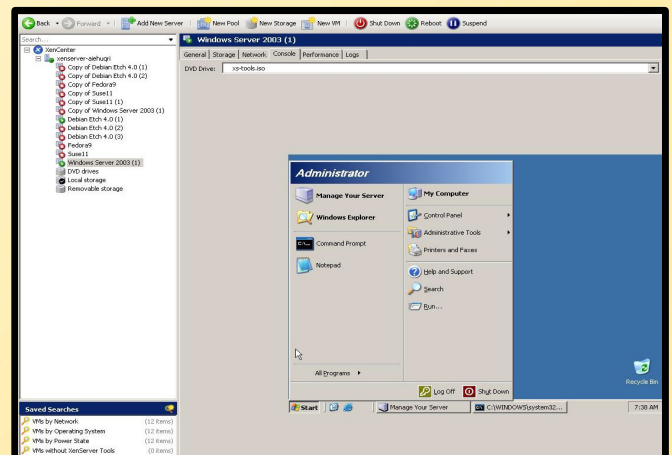 Back Forward Add New Server New Pool New Storage New VM Shut Down Reboot Suspend
Search...
Windows Server 2003 (1)
XenCenter
xenserver-aiehuqri
Copy of Debian Etch 4.0 (1)
Copy of Debian Etch 4.0 (2)
Copy of Fedora9
Copy of Suse11
Copy of Suse11 (1)
Copy of Windows Server 2003 (1)
Debian Etch 4.0 (1)
Debian Etch 4.0 (2)
Debian Etch 4.0 (3)
Fedora9
Suse11
Windows Server 2003 (1)
DVD drives
Local storage
Removable storage
General Storage Network Console Performance Logs
DVD Drive: xs-tools.iso
Administrator
Manage Your Server
Windows Explorer
Command Prompt
Notepad
All Programs
My Computer
Control Panel
Administrative Tools
Printers and Faxes
Help and Support
Search
Run...
Log Off Shut Down
Recycle Bin
Start Manage Your Server C:\WINDOWS\system32... 7:38 AM
Saved Searches
VMs by Network (12 items)
VMs by Operating System (12 items)
VMs by Power State (12 items)
VMs without XenServer Tools (0 items)